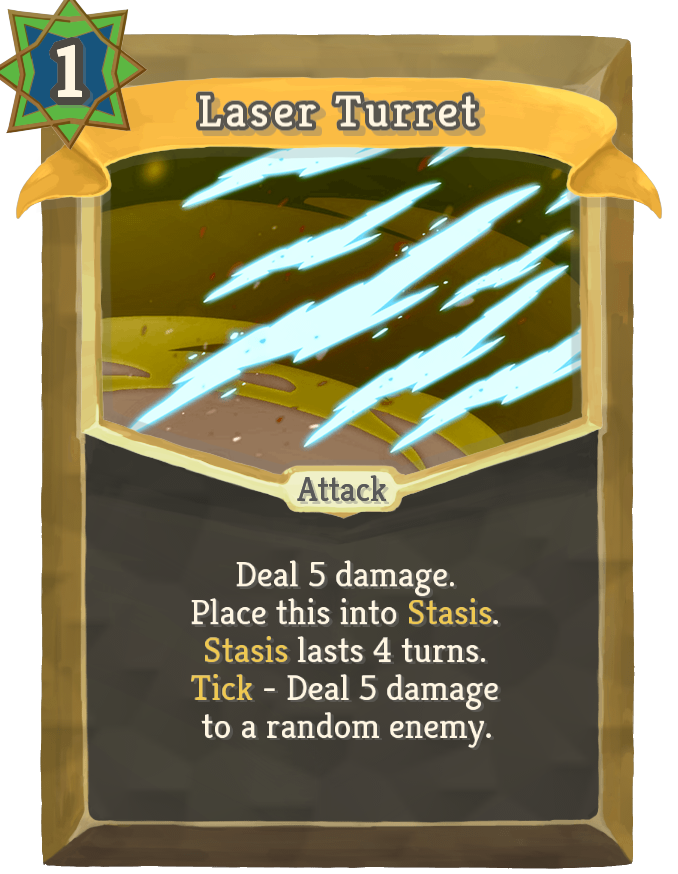 1
Laser Turret
Attack
Deal 5 damage.
Place this into Stasis.
Stasis lasts 4 turns.
Tick - Deal 5 damage
to a random enemy.